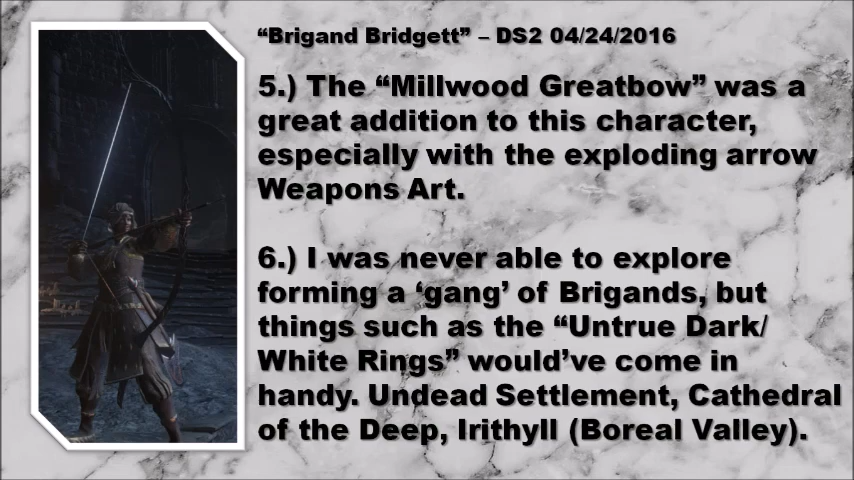 “Brigand Bridgett” – DS2 04/24/2016
5.) The “Millwood Greatbow” was a
great addition to this character,
especially with the exploding arrow
Weapons Art.
6.) I was never able to explore
forming a ‘gang’ of Brigands, but
things such as the “Untrue Dark/
White Rings” would’ve come in
handy. Undead Settlement, Cathedral
of the Deep, Irithyll (Boreal Valley).